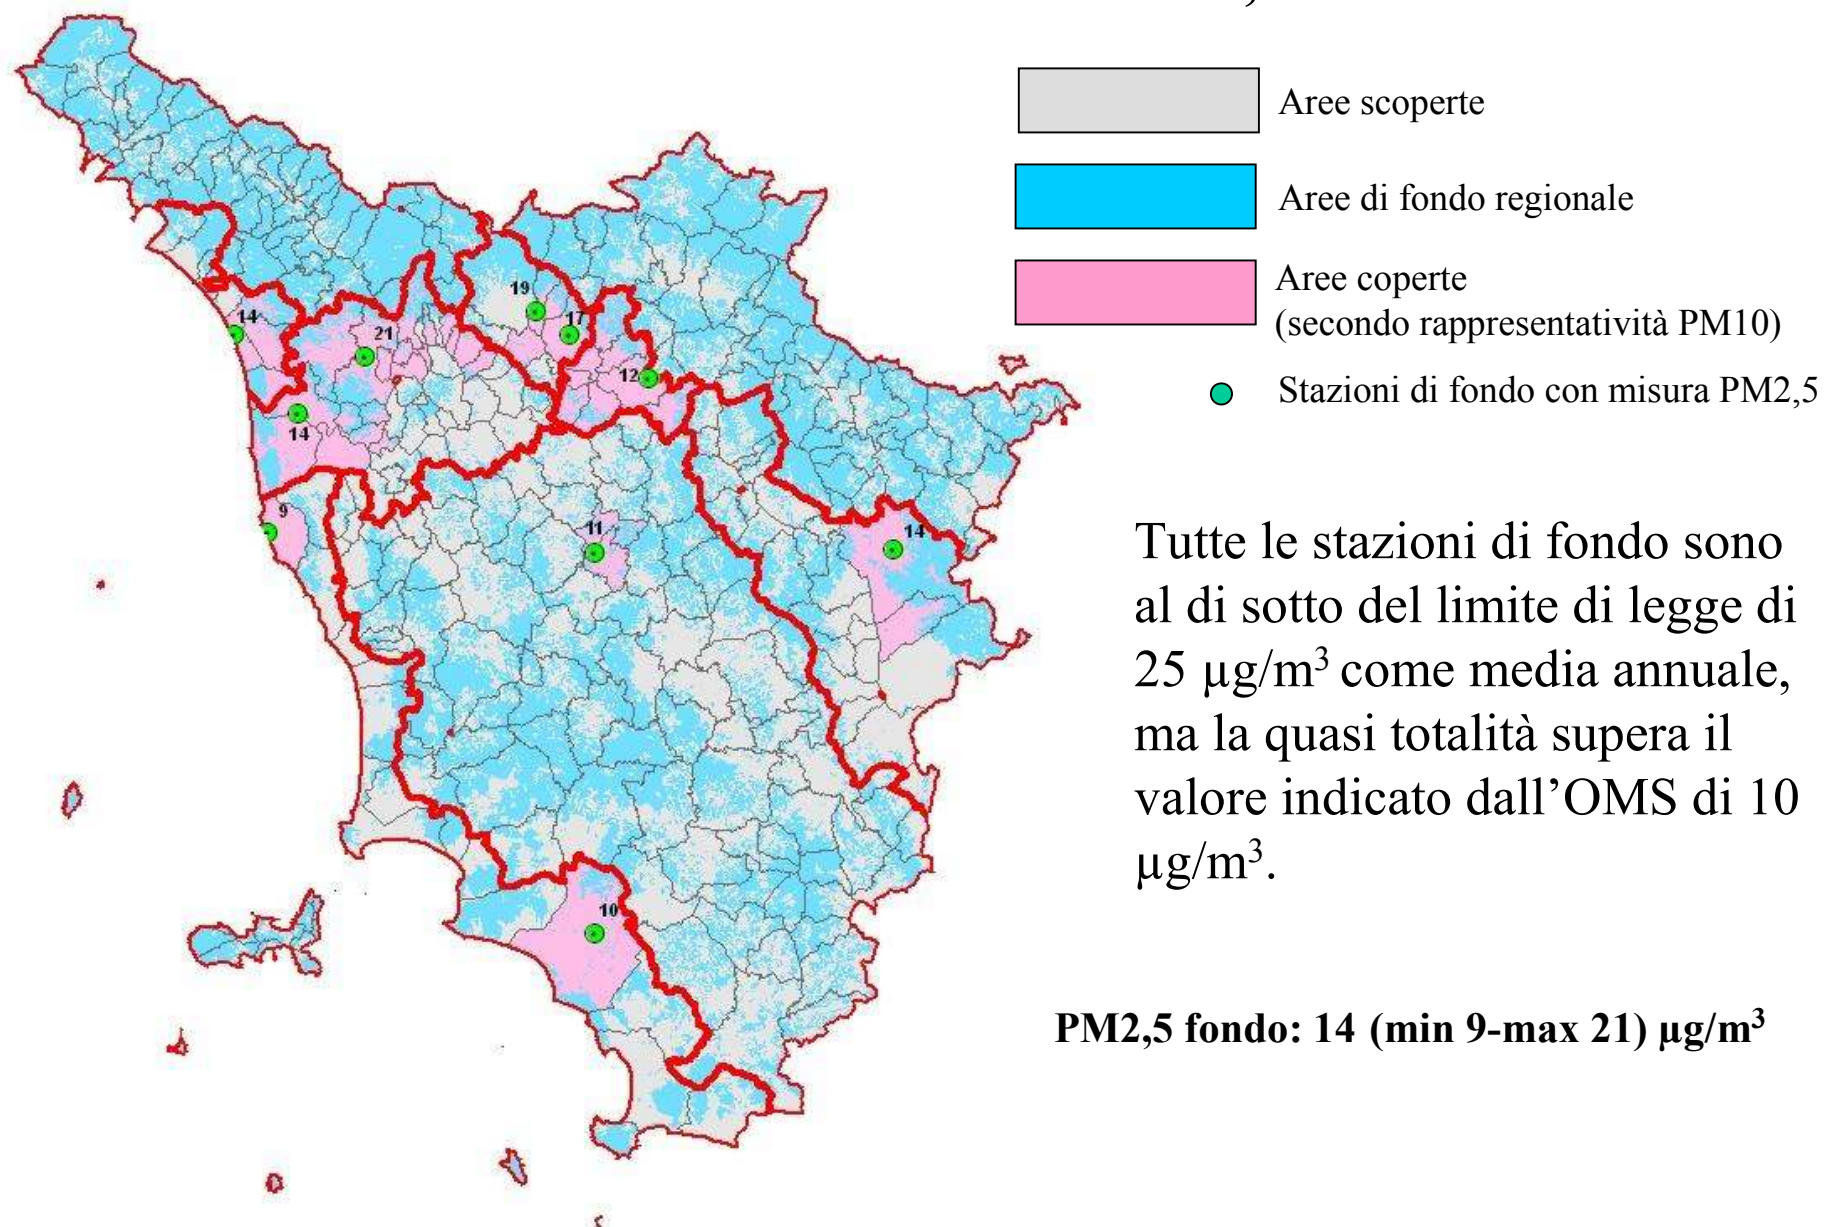 Aree scoperte
Aree di fondo regionale
Aree coperte
(secondo rappresentatività PM10)
Stazioni di fondo con misura PM2,5
19
14
17
21
12
14
9
11
14
10
Tutte le stazioni di fondo sono
al di sotto del limite di legge di
25 µg/m³ come media annuale,
ma la quasi totalità supera il
valore indicato dall’OMS di 10
µg/m³.
PM2,5 fondo: 14 (min 9-max 21) µg/m³